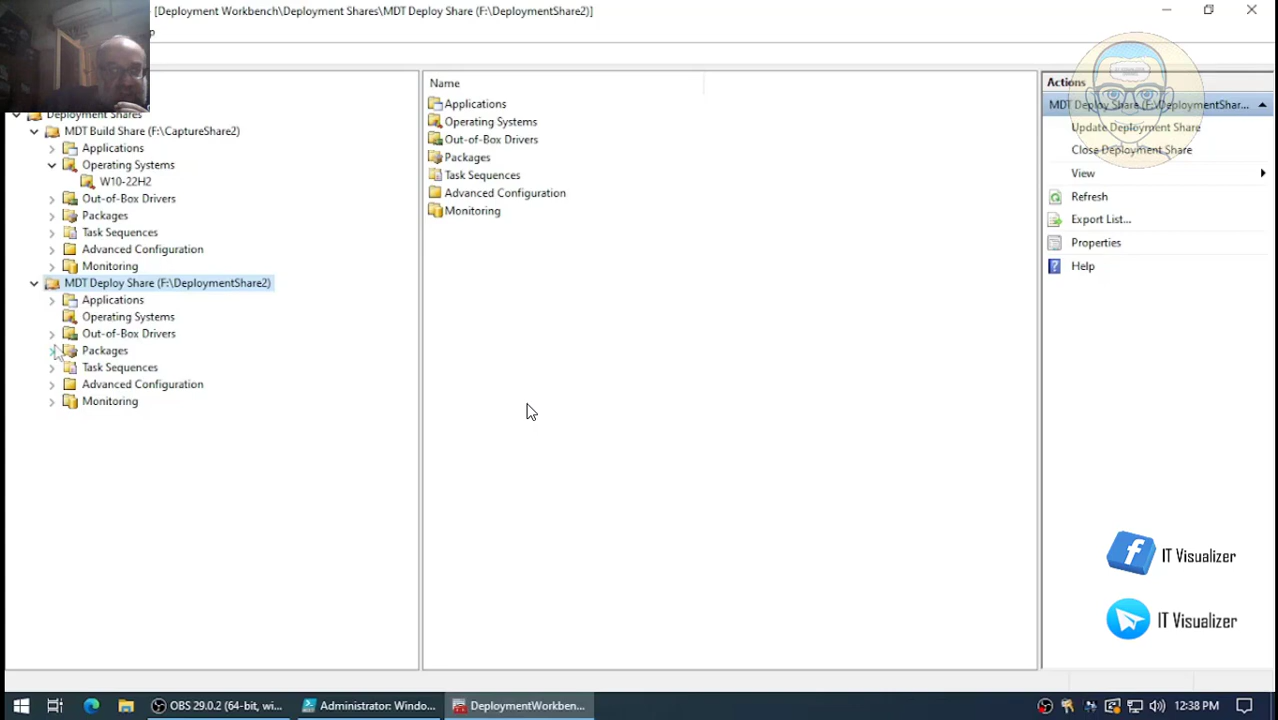 [Deployment Workbench\Deployment Shares\MDT Deploy Share (F:\DeploymentShare2)]
Deployment Shares
MDT Build Share (F:\CaptureShare2)
Applications
Operating Systems
W10-22H2
Out-of-Box Drivers
Packages
Task Sequences
Advanced Configuration
Monitoring
MDT Deploy Share (F:\DeploymentShare2)
Applications
Operating Systems
Out-of-Box Drivers
Packages
Task Sequences
Advanced Configuration
Monitoring
Name
Applications
Operating Systems
Out-of-Box Drivers
Packages
Task Sequences
Advanced Configuration
Monitoring
Actions
MDT Deploy Share (F:\DeploymentShar...
Update Deployment Share
Close Deployment Share
View
Refresh
Export List...
Properties
Help
IT Visualizer
IT Visualizer
OBS 29.0.2 (64-bit, wi...
Administrator: Windo...
DeploymentWorkben...
12:38 PM